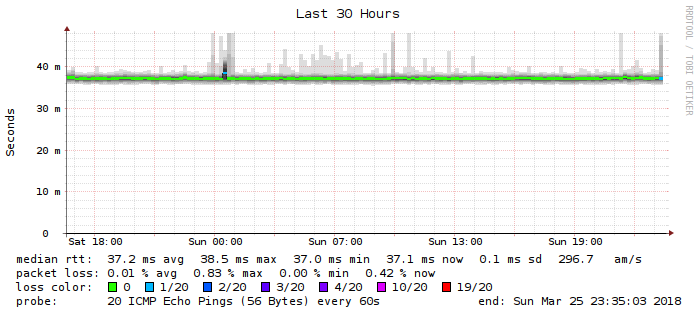 Last 30 Hours
RRDTOOL / TOBI OETIKER
Seconds
40 m
30 m
20 m
10 m
0
Sat 18:00 Sun 00:00 Sun 07:00 Sun 13:00 Sun 19:00
median rtt: 37.2 ms avg 38.5 ms max 37.0 ms min 37.1 ms now 0.1 ms sd 296.7 am/s
packet loss: 0.01 % avg 0.83 % max 0.00 % min 0.42 % now
loss color: 0 1/20 2/20 3/20 4/20 10/20 19/20
probe: 20 ICMP Echo Pings (56 Bytes) every 60s end: Sun Mar 25 23:35:03 2018